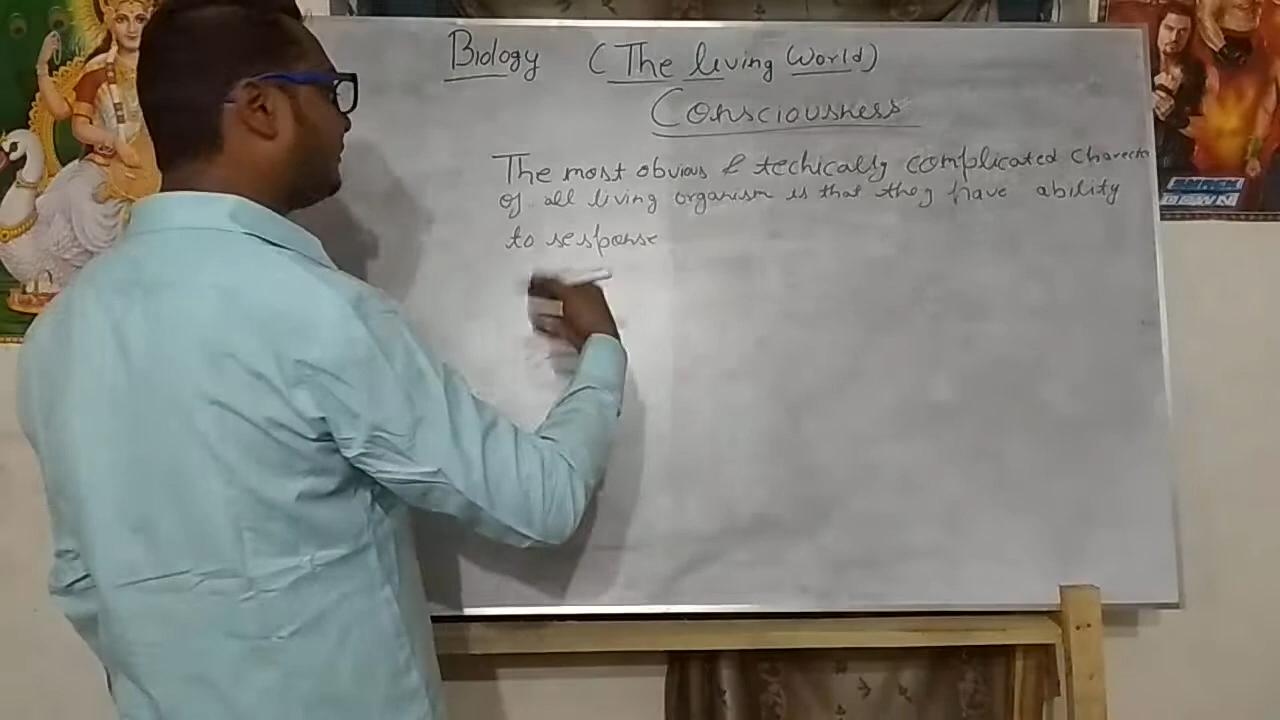 Biology (The living World)
Consciousness
The most obvious & techically complicated Charecte
of all living organism is that they have ability
to response